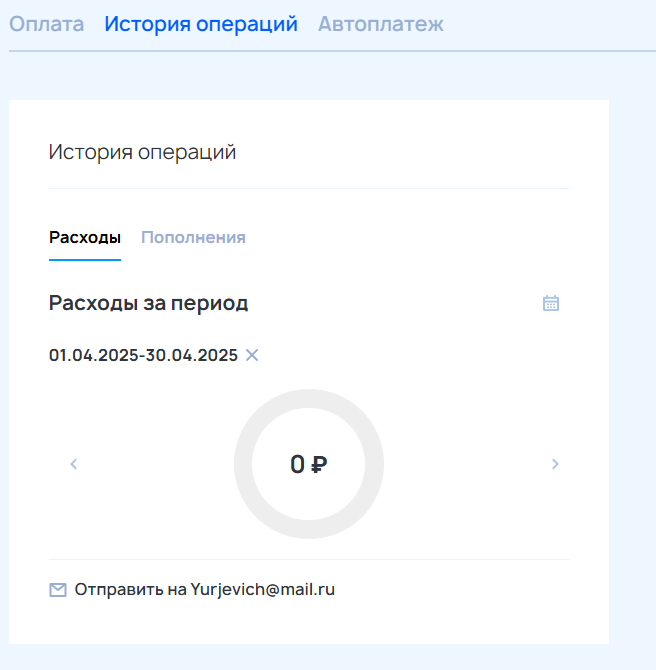 Оплата История операций Автоплатеж
История операций
Расходы Пополнения
Расходы за период
01.04.2025-30.04.2025
0 ₽
Отправить на Yurjevich@mail.ru